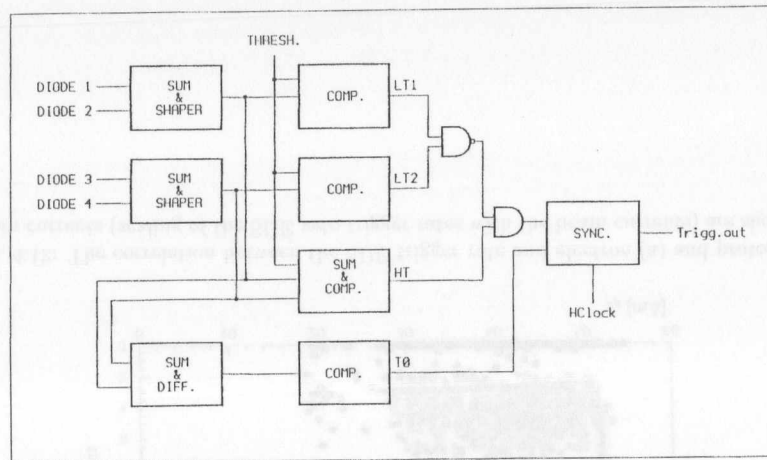 THRESH.
DIODE 1
DIODE 2
SUM
&
SHAPER
COMP.
LT1
DIODE 3
DIODE 4
SUM
&
SHAPER
COMP.
LT2
SUM
&
COMP.
HT
SYNC.
Trigg.out
HClock
SUM
&
DIFF.
COMP.
T0